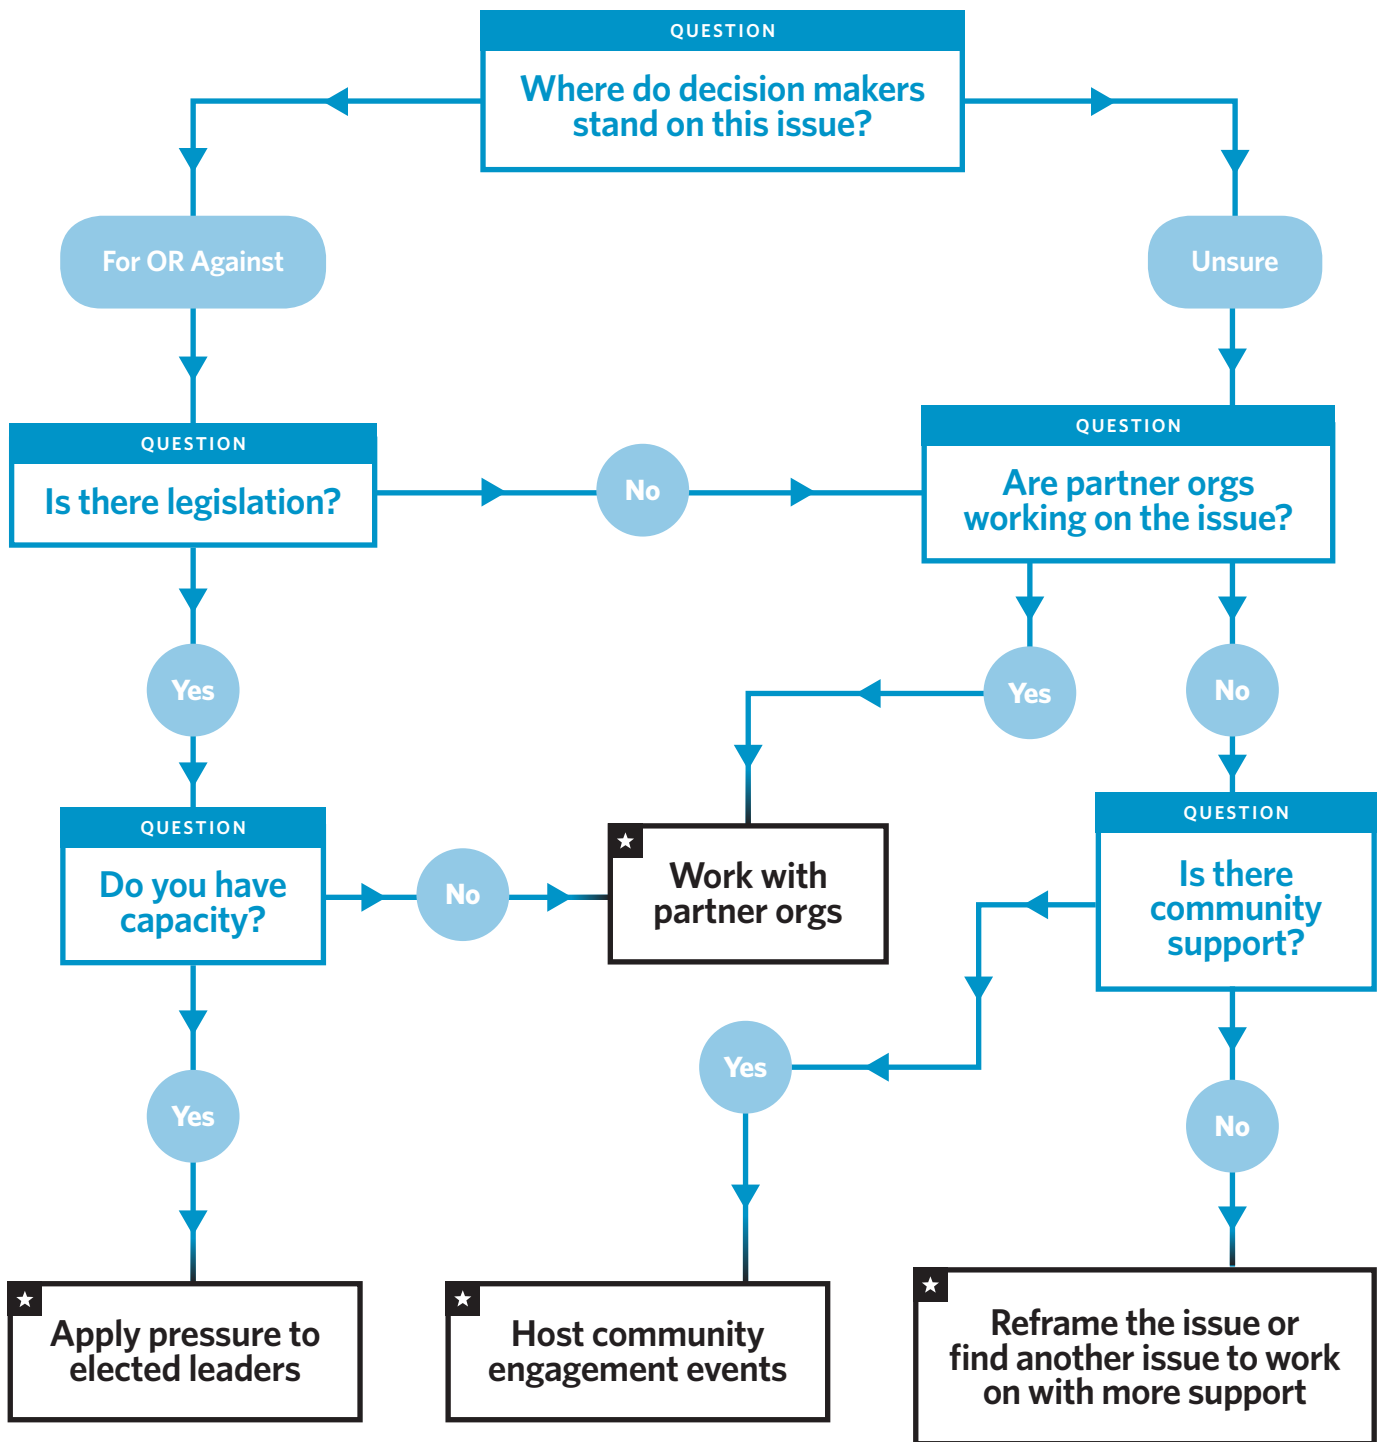 QUESTION
Where do decision makers
stand on this issue?
For OR Against
Unsure
QUESTION
Is there legislation?
No
QUESTION
Are partner orgs
working on the issue?
Yes
Yes
No
QUESTION
Do you have
capacity?
No
Work with
partner orgs
QUESTION
Is there
community
support?
Yes
Yes
No
Apply pressure to
elected leaders
Host community
engagement events
Reframe the issue or
find another issue to work
on with more support